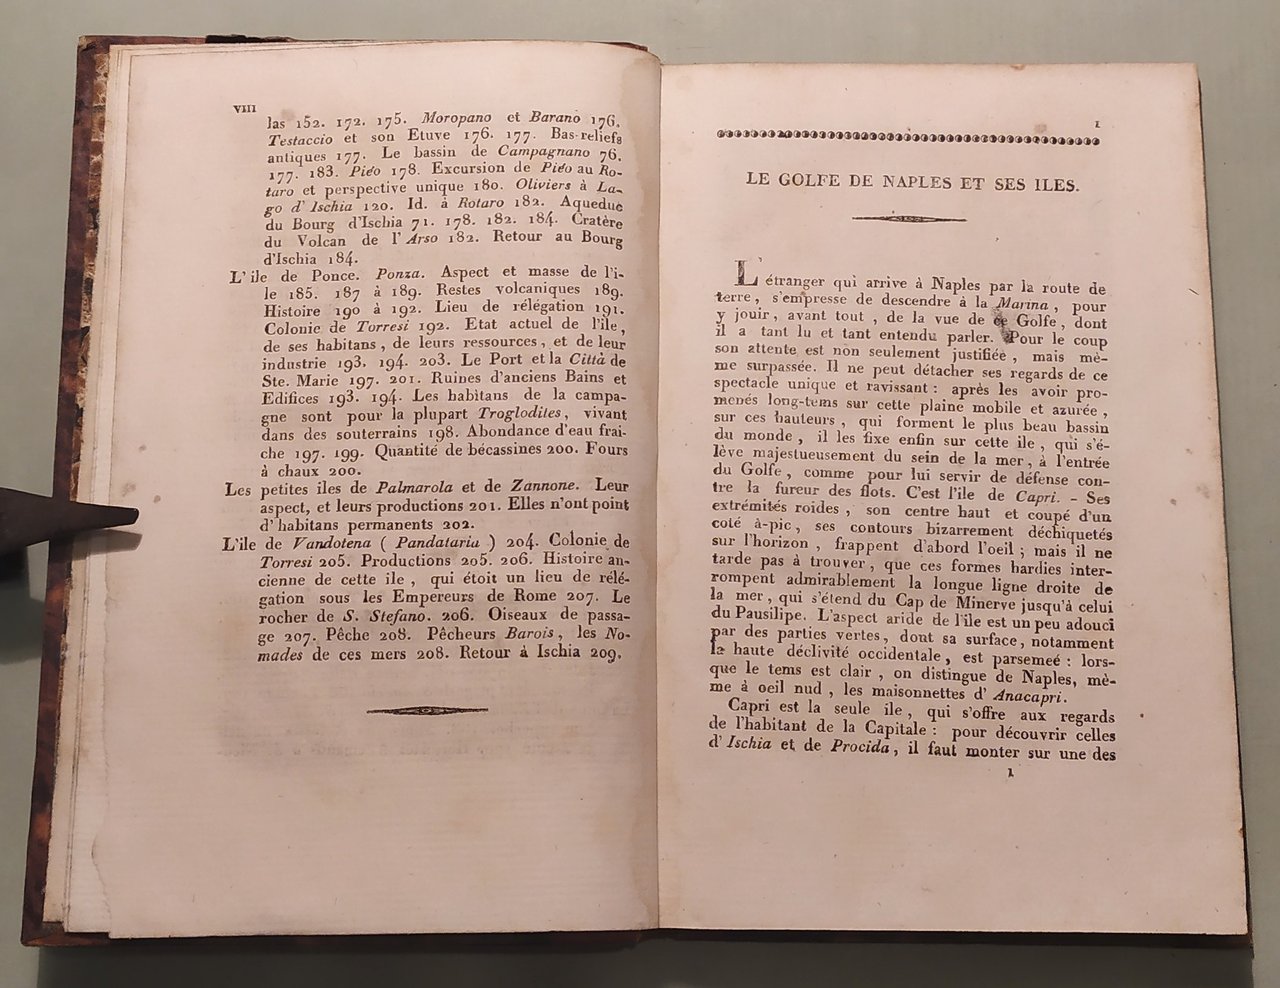 VIII
las 152. 172. 175. Moropano et Barano 176.
Testaccio et son Etuve 176. 177. Bas-reliefs
antiques 177. Le bassin de Campagnano 76.
177. 183. Piéo 178. Excursion de Piéo au Ro-
taro et perspective unique 180. Oliviers à La-
go d' Ischia 120. Id. à Rotaro 182. Aqueduc
du Bourg d'Ischia 71. 178. 182. 184. Cratère
du Volcan de l' Arso 182. Retour au Bourg
d'Ischia 184.
L' ile de Ponce. Ponza. Aspect et masse de l'i-
le 185. 187 à 189. Restes volcaniques 189.
Histoire 190 à 192. Lieu de rélégation 191.
Colonie de Torresi 192. Etat actuel de l'ile,
de ses habitans, de leurs ressources, et de leur
industrie 193. 194. 203. Le Port et la Città de
Ste. Marie 197. 201. Ruines d'anciens Bains et
Edifices 193. 194. Les habitans de la campa-
gne sont pour la plupart Troglodites, vivant
dans des souterrains 198. Abondance d'eau frai-
che 197. 199. Quantité de bécassines 200. Fours
à chaux 200.
Les petites iles de Palmarola et de Zannone. Leur
aspect, et leurs productions 201. Elles n'ont point
d' habitans permanents 202.
L'ile de Vandotena ( Pandataria ) 204. Colonie de
Torresi 205. Productions 205. 206. Histoire an-
cienne de cette ile, qui étoit un lieu de rélé-
gation sous les Empereurs de Rome 207. Le
rocher de S. Stefano. 206. Oiseaux de passa-
ge 207. Pêche 208. Pêcheurs Barois, les No-
mades de ces mers 208. Retour à Ischia 209.
1
LE GOLFE DE NAPLES ET SES ILES.
L' étranger qui arrive à Naples par la route de
terre, s'empresse de descendre à la Marina, pour
y jouir, avant tout, de la vue de ce Golfe, dont
il a tant lu et tant entendu parler. Pour le coup
son attente est non seulement justifiée, mais mè-
me surpassée. Il ne peut détacher ses regards de ce
spectacle unique et ravissant: après les avoir pro-
menés long-tems sur cette plaine mobile et azurée,
sur ces hauteurs, qui forment le plus beau bassin
du monde, il les fixe enfin sur cette ile, qui s'é-
lève majestueusement du sein de la mer, à l'entrée
du Golfe, comme pour lui servir de défense con-
tre la fureur des flots. C'est l'ile de Capri. - Ses
extrémités roides, son centre haut et coupé d'un
coté à-pic, ses contours bizarrement déchiquetés
sur l'horizon, frappent d'abord l'oeil; mais il ne
tarde pas à trouver, que ces formes hardies inter-
rompent admirablement la longue ligne droite de
la mer, qui s'étend du Cap de Minerve jusqu'à celui
du Pausilipe. L'aspect aride de l'ile est un peu adouci
par des parties vertes, dont sa surface, notamment
la haute déclivité occidentale, est parsemeé: lors-
que le tems est clair, on distingue de Naples, mè-
me à oeil nud, les maisonnettes d' Anacapri.
Capri est la seule ile, qui s'offre aux regards
de l'habitant de la Capitale: pour découvrir celles
d' Ischia et de Procida, il faut monter sur une des
1